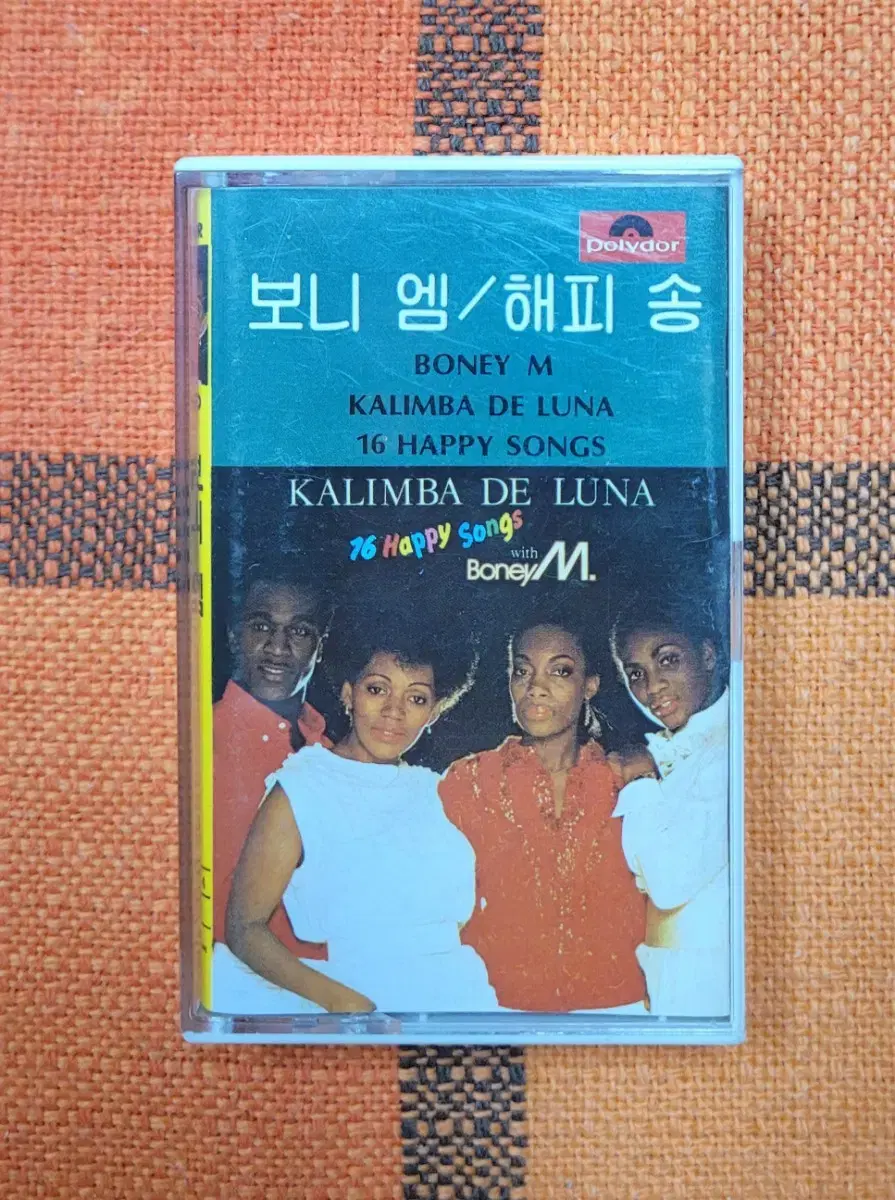 polydor
보니 엠/해피 송
BONEY M
KALIMBA DE LUNA
16 HAPPY SONGS
KALIMBA DE LUNA
16 Happy Songs
with
Boney M.